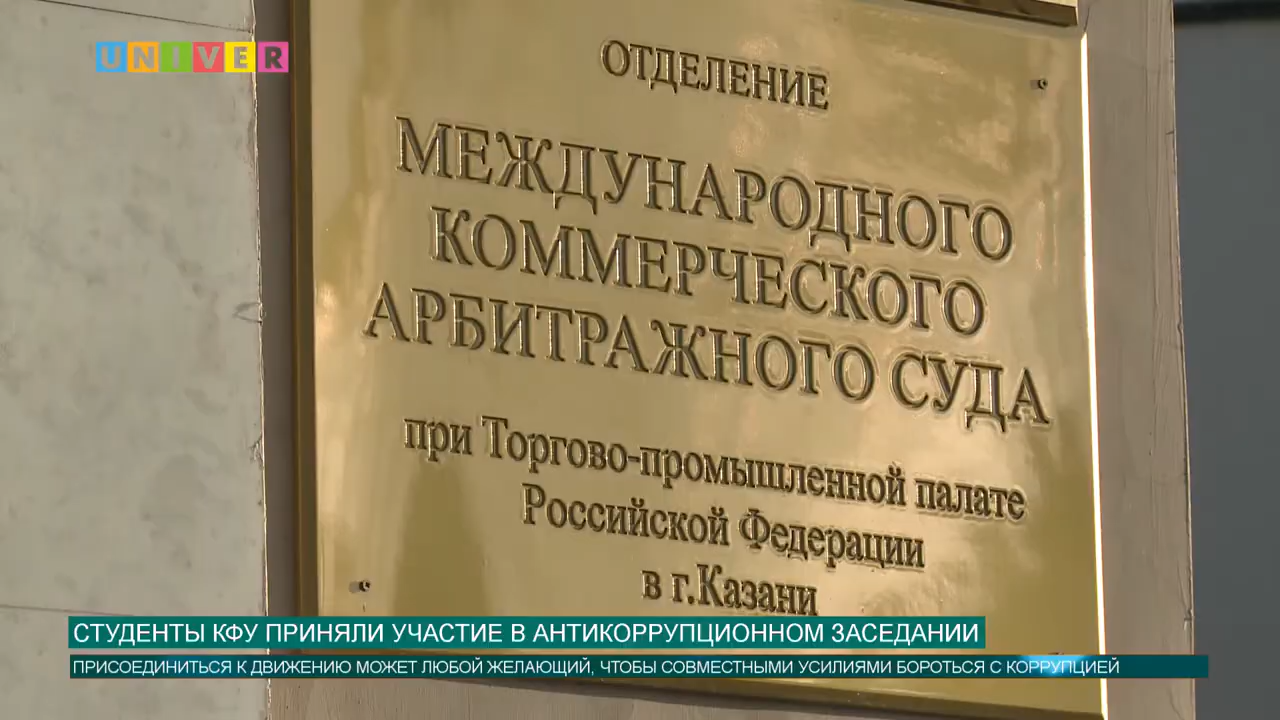 UNIVER
ОТДЕЛЕНИЕ
МЕЖДУНАРОДНОГО
КОММЕРЧЕСКОГО
АРБИТРАЖНОГО СУДА
при Торгово-промышленной палате
Российской Федерации
в г.Казани
СТУДЕНТЫ КФУ ПРИНЯЛИ УЧАСТИЕ В АНТИКОРРУПЦИОННОМ ЗАСЕДАНИИ
ПРИСОЕДИНИТЬСЯ К ДВИЖЕНИЮ МОЖЕТ ЛЮБОЙ ЖЕЛАЮЩИЙ, ЧТОБЫ СОВМЕСТНЫМИ УСИЛИЯМИ БОРОТЬСЯ С КОРРУПЦИЕЙ